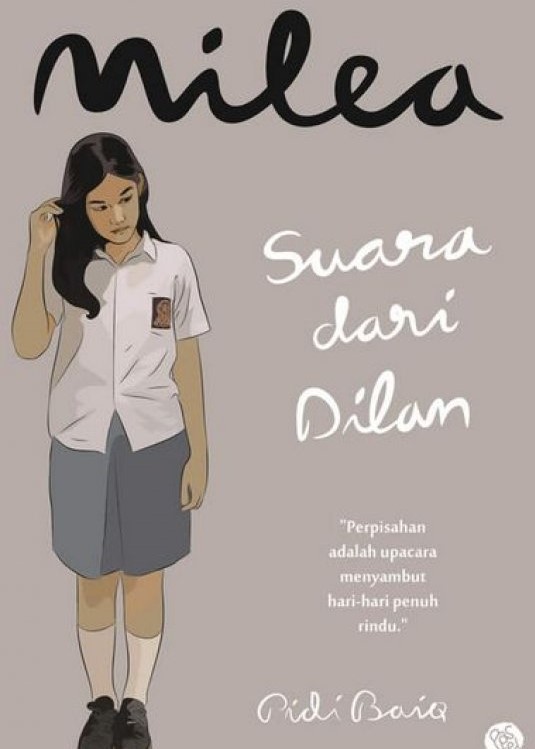 milea
Suara
dari
Dilan
"Perpisahan
adalah upacara
menyambut
hari-hari penuh
rindu."
Pidi Baiq